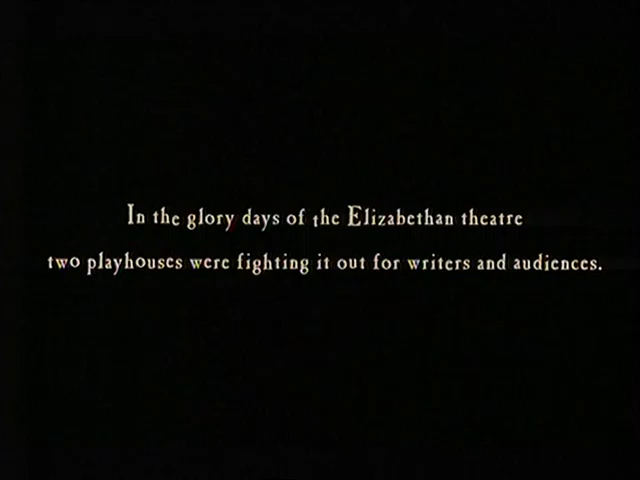 In the glory days of the Elizabethan theatre
two playhouses were fighting it out for writers and audiences.